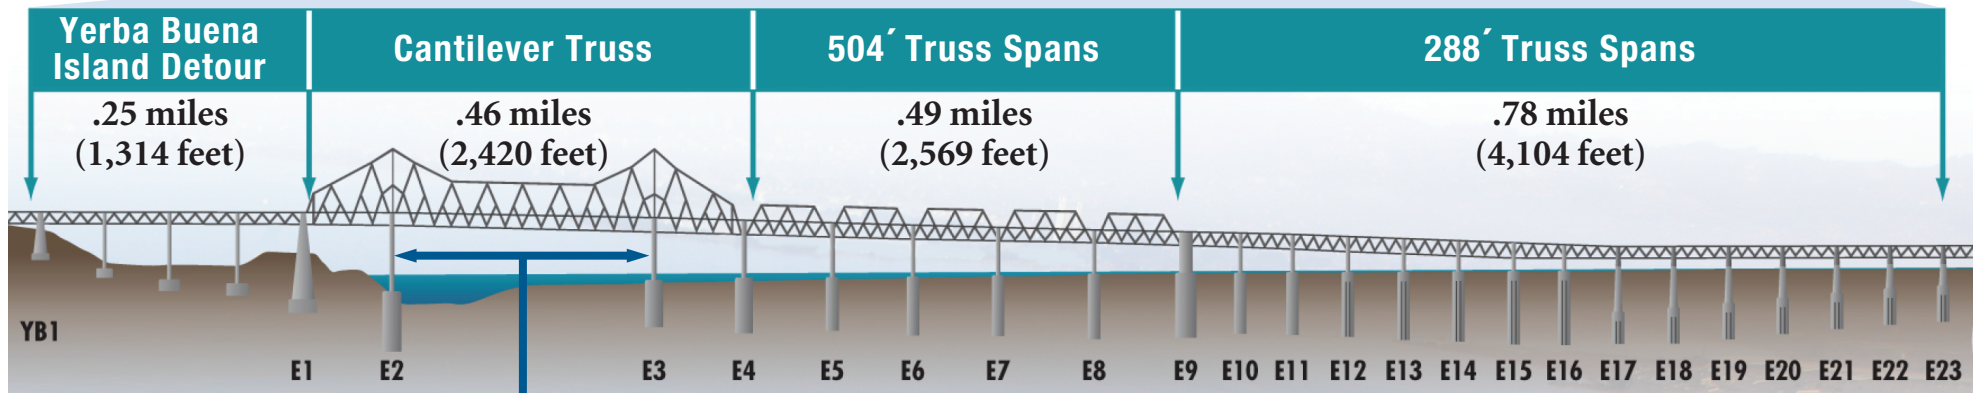 Yerba Buena
Island Detour
Cantilever Truss
504´ Truss Spans
288´ Truss Spans
.25 miles
(1,314 feet)
.46 miles
(2,420 feet)
.49 miles
(2,569 feet)
.78 miles
(4,104 feet)
YB1
E1 E2 E3 E4 E5 E6 E7 E8 E9 E10 E11 E12 E13 E14 E15 E16 E17 E18 E19 E20 E21 E22 E23